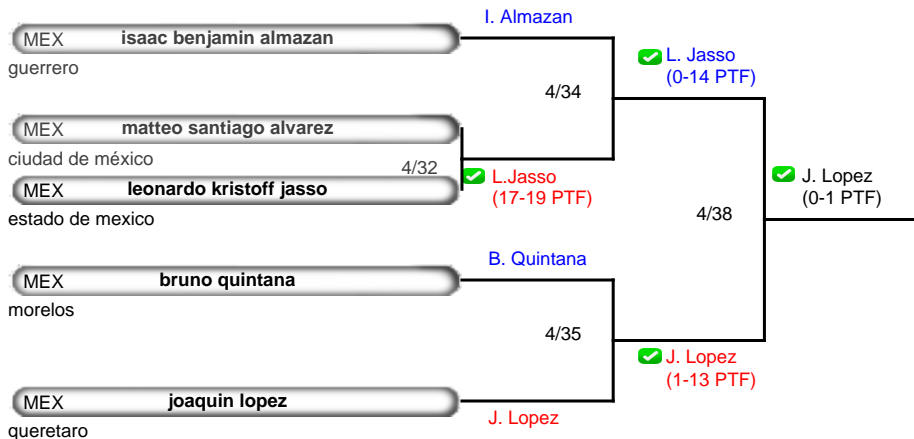 I. Almazan
MEX isaac benjamin almazan
guerrero
L. Jasso
(0-14 PTF)
4/34
MEX matteo santiago alvarez
ciudad de méxico
4/32
L.Jasso
(17-19 PTF)
MEX leonardo kristoff jasso
estado de mexico
J. Lopez
(0-1 PTF)
4/38
B. Quintana
MEX bruno quintana
morelos
4/35
J. Lopez
(1-13 PTF)
MEX joaquin lopez
J. Lopez
queretaro